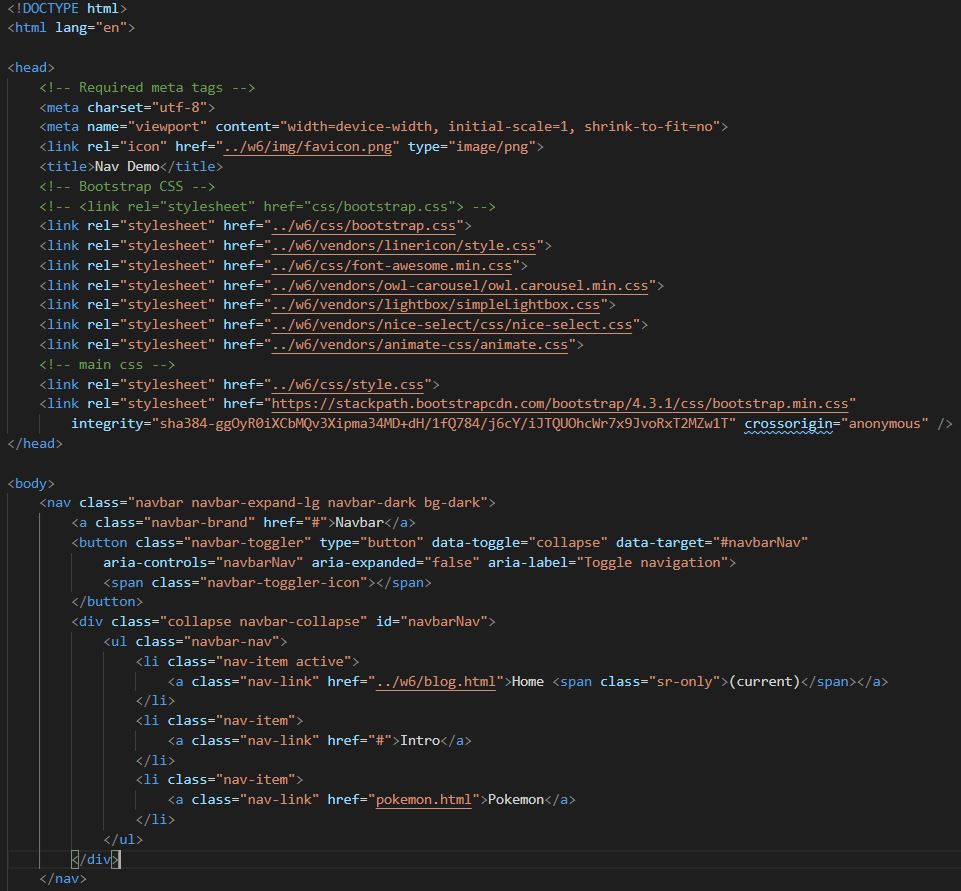 <!DOCTYPE html>
<html lang="en">

<head>
    <!-- Required meta tags -->
    <meta charset="utf-8">
    <meta name="viewport" content="width=device-width, initial-scale=1, shrink-to-fit=no">
    <link rel="icon" href="../w6/img/favicon.png" type="image/png">
    <title>Nav Demo</title>
    <!-- Bootstrap CSS -->
    <!-- <link rel="stylesheet" href="css/bootstrap.css"> -->
    <link rel="stylesheet" href="../w6/css/bootstrap.css">
    <link rel="stylesheet" href="../w6/vendors/linericon/style.css">
    <link rel="stylesheet" href="../w6/css/font-awesome.min.css">
    <link rel="stylesheet" href="../w6/vendors/owl-carousel/owl.carousel.min.css">
    <link rel="stylesheet" href="../w6/vendors/lightbox/simpleLightbox.css">
    <link rel="stylesheet" href="../w6/vendors/nice-select/css/nice-select.css">
    <link rel="stylesheet" href="../w6/vendors/animate-css/animate.css">
    <!-- main css -->
    <link rel="stylesheet" href="../w6/css/style.css">
    <link rel="stylesheet" href="https://stackpath.bootstrapcdn.com/bootstrap/4.3.1/css/bootstrap.min.css"
        integrity="sha384-ggOyR0iXCbMQv3Xipma34MD+dH/1fQ784/j6cY/iJTQUOhcWr7x9JvoRxT2MZw1T" crossorigin="anonymous" />
</head>

<body>
    <nav class="navbar navbar-expand-lg navbar-dark bg-dark">
        <a class="navbar-brand" href="#">Navbar</a>
        <button class="navbar-toggler" type="button" data-toggle="collapse" data-target="#navbarNav"
            aria-controls="navbarNav" aria-expanded="false" aria-label="Toggle navigation">
            <span class="navbar-toggler-icon"></span>
        </button>
        <div class="collapse navbar-collapse" id="navbarNav">
            <ul class="navbar-nav">
                <li class="nav-item active">
                    <a class="nav-link" href="../w6/blog.html">Home <span class="sr-only">(current)</span></a>
                </li>
                <li class="nav-item">
                    <a class="nav-link" href="#">Intro</a>
                </li>
                <li class="nav-item">
                    <a class="nav-link" href="pokemon.html">Pokemon</a>
                </li>
            </ul>
        </div>
    </nav>